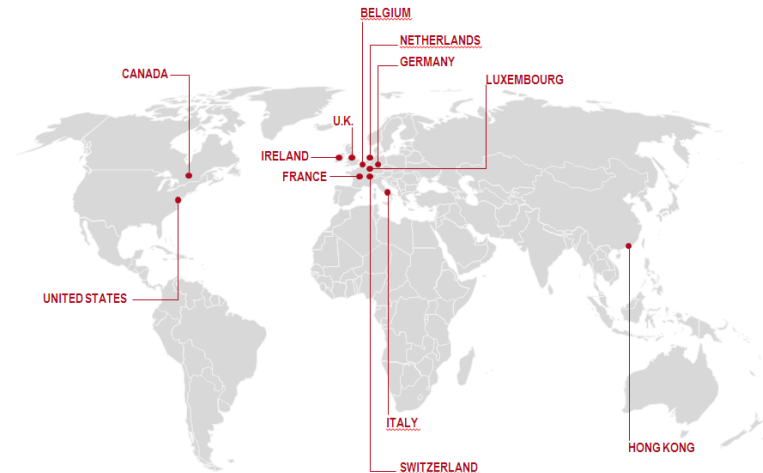 BELGIUM
NETHERLANDS
GERMANY
CANADA
LUXEMBOURG
U.K.
IRELAND
FRANCE
UNITED STATES
ITALY
HONG KONG
SWITZERLAND